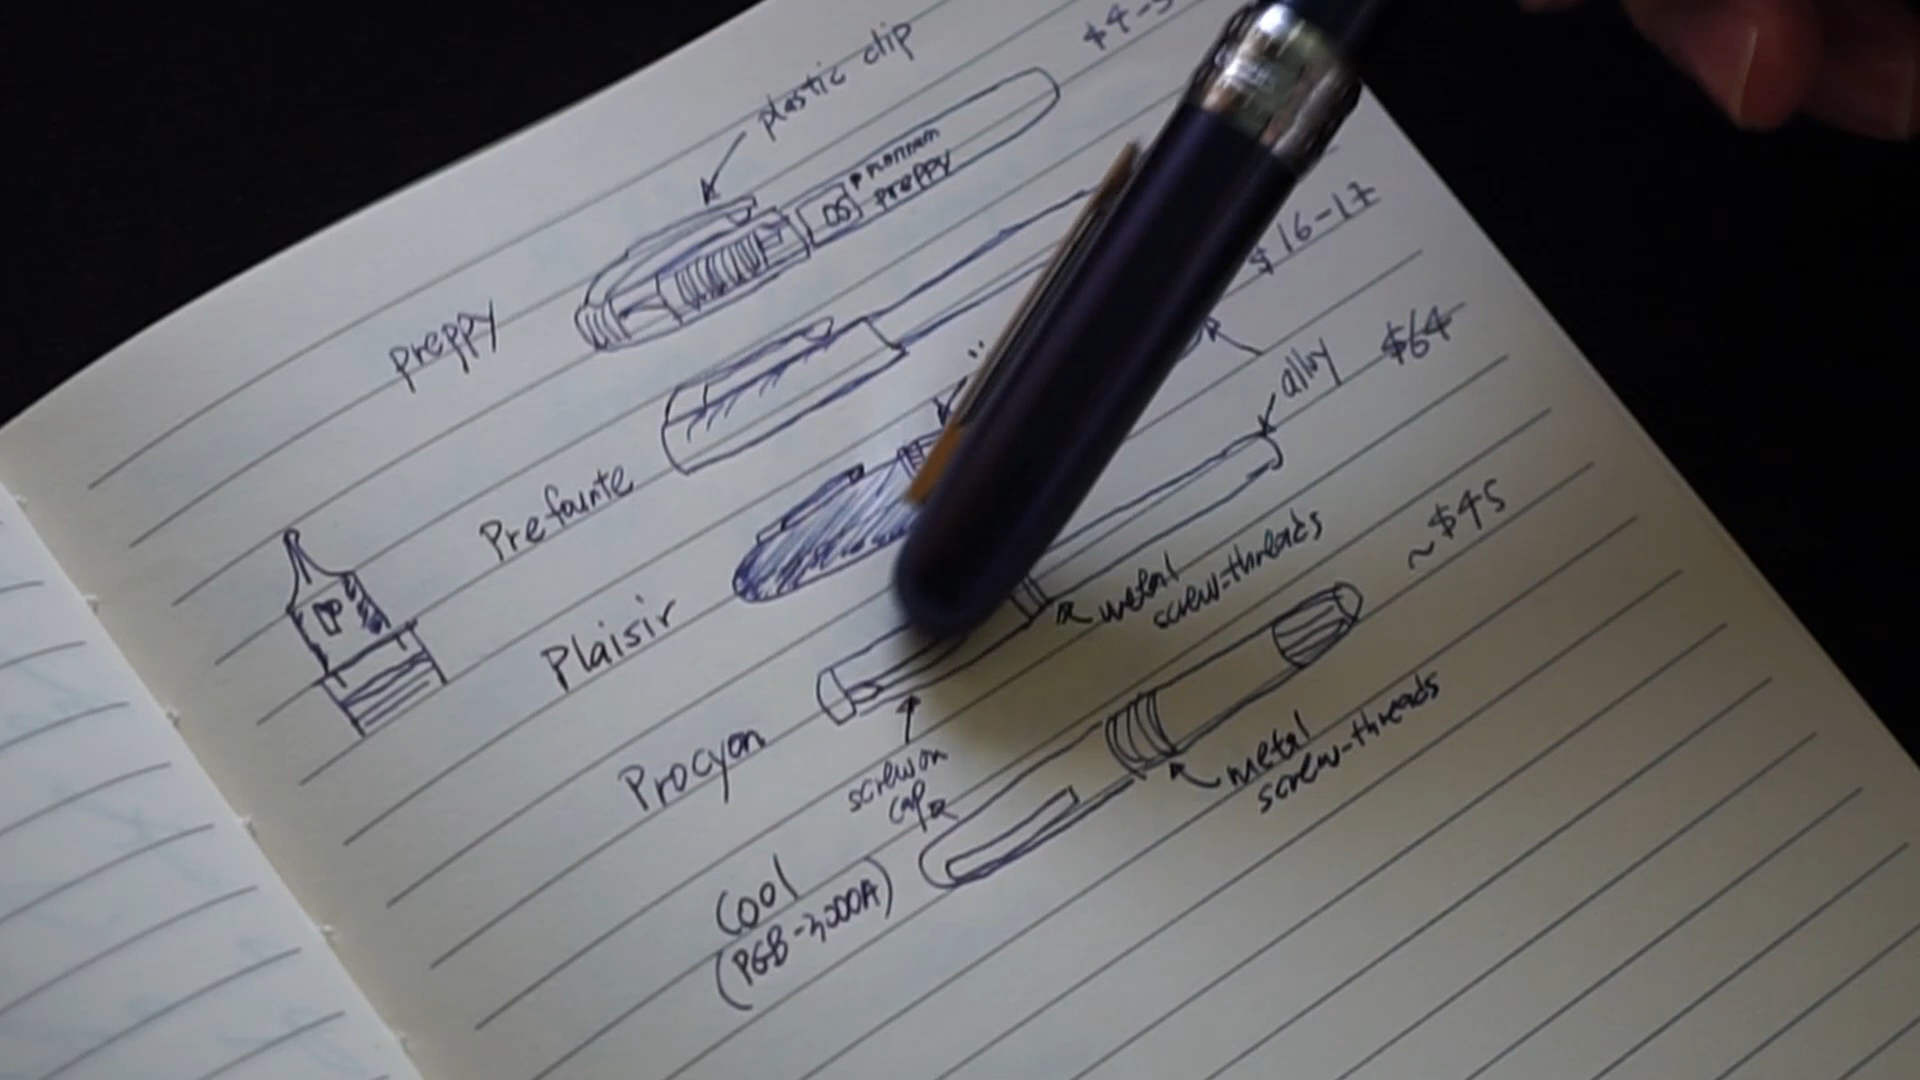 plastic clip
PLATINUM
preppy
preppy
Prefounte
$16-17
alloy
$64
Plaisir
metal
screw-threads
~$45
Procyon
screw on
cap
metal
screw-threads
Cool
(PGB-3000A)